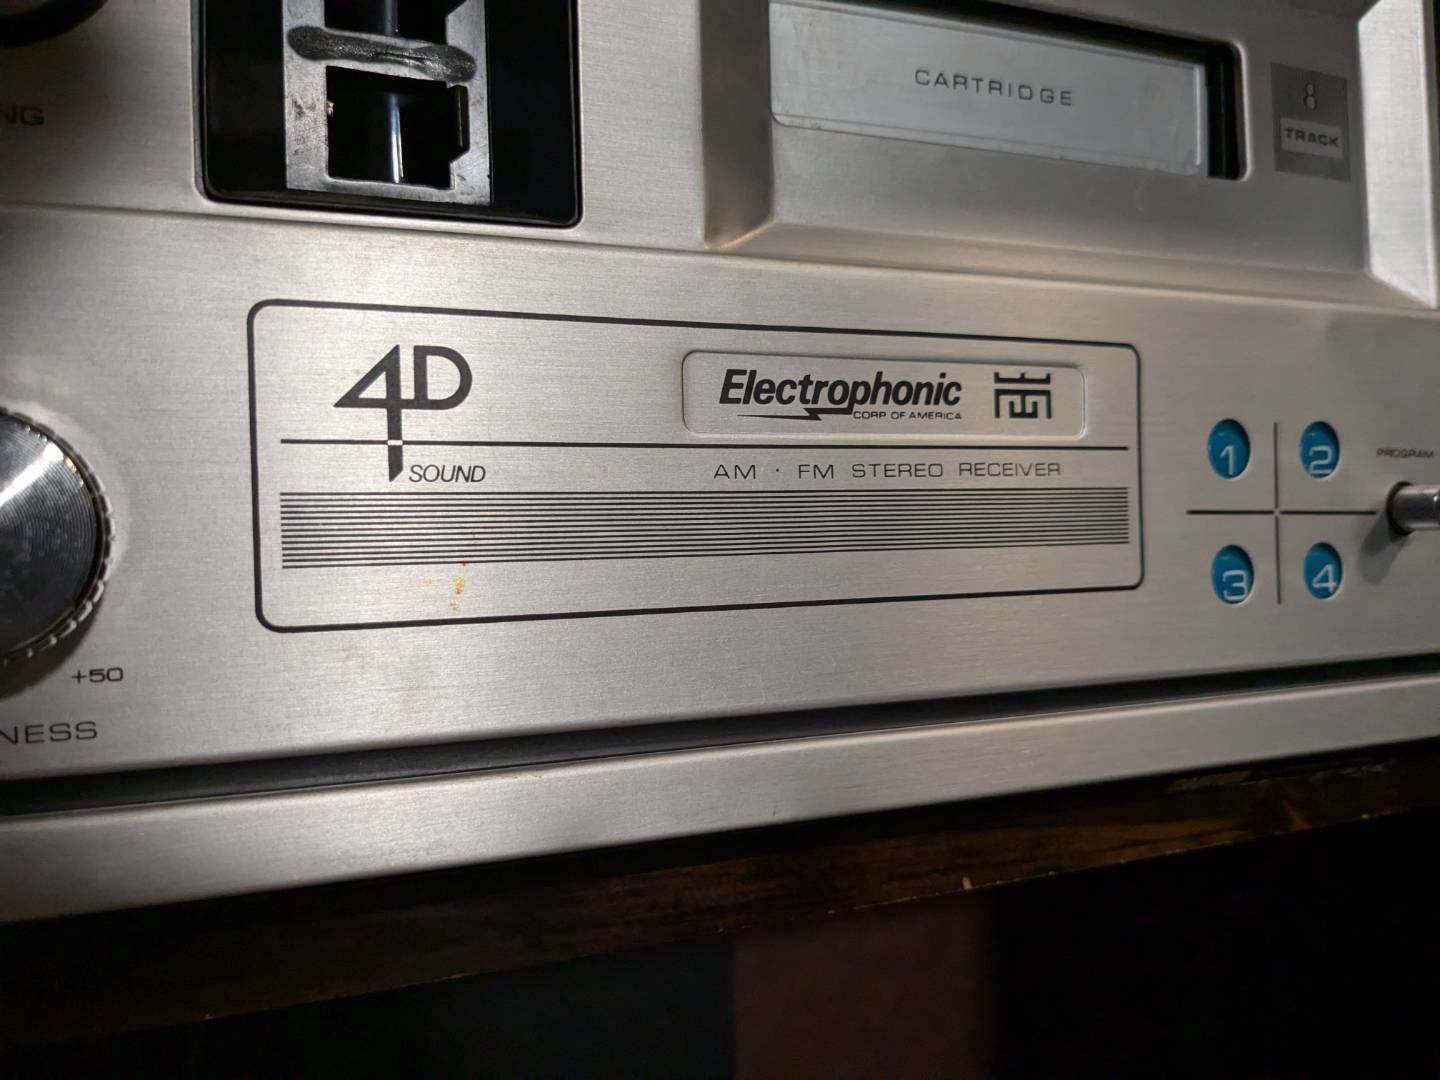 NG
CARTRIDGE
8
TRACK
4D
SOUND
Electrophonic
CORP OF AMERICA
AM · FM STEREO RECEIVER
1 2
3 4
PROGRAM
+50
NESS